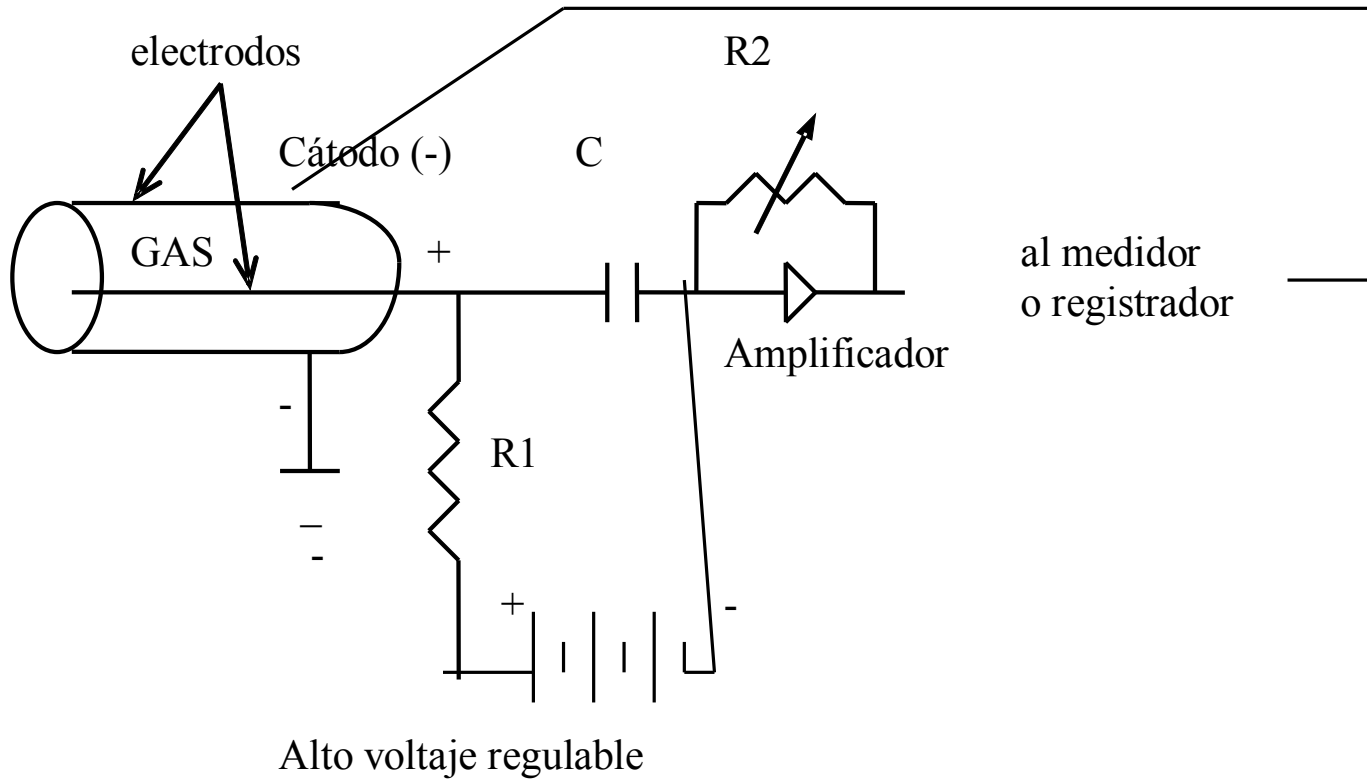 electrodos
R2
Cátodo (-)
C
GAS
+
al medidor
o registrador
Amplificador
-
R1
-
+
-
Alto voltaje regulable